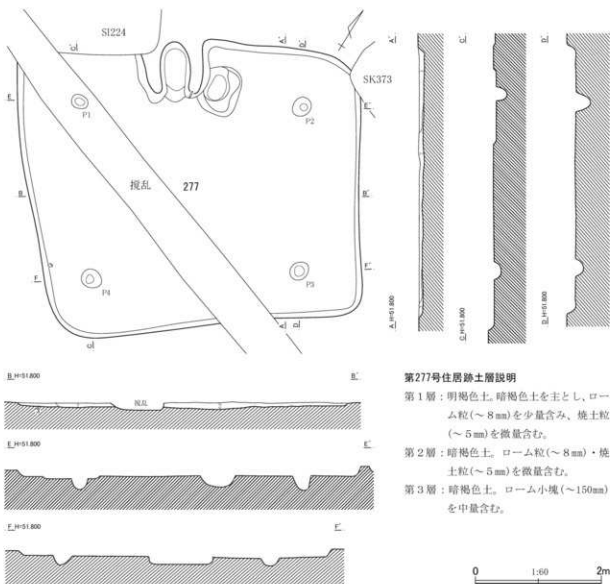 SI224
SK373
C'
A'
D'
E
E'
P1
P2
撹乱
277
B
B'
F
F'
P4
P3
C
A
D
A'
C'
D'
A H=51.800
C H=51.800
D H=51.800
B H=51.800
B'
撹乱
E H=51.800
E'
F H=51.800
F'
第277号住居跡土層説明
第1層：明褐色土。暗褐色土を主とし、ロー
ム粒(～8㎜)を少量含み、焼土粒
(～5㎜)を微量含む。
第2層：暗褐色土。ローム粒(～8㎜)・焼
土粒(～5㎜)を微量含む。
第3層：暗褐色土。ローム小塊(～150㎜)
を中量含む。
0 1:60 2m